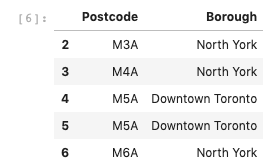 [6]: Postcode Borough
2 M3A North York
3 M4A North York
4 M5A Downtown Toronto
5 M5A Downtown Toronto
6 M6A North York